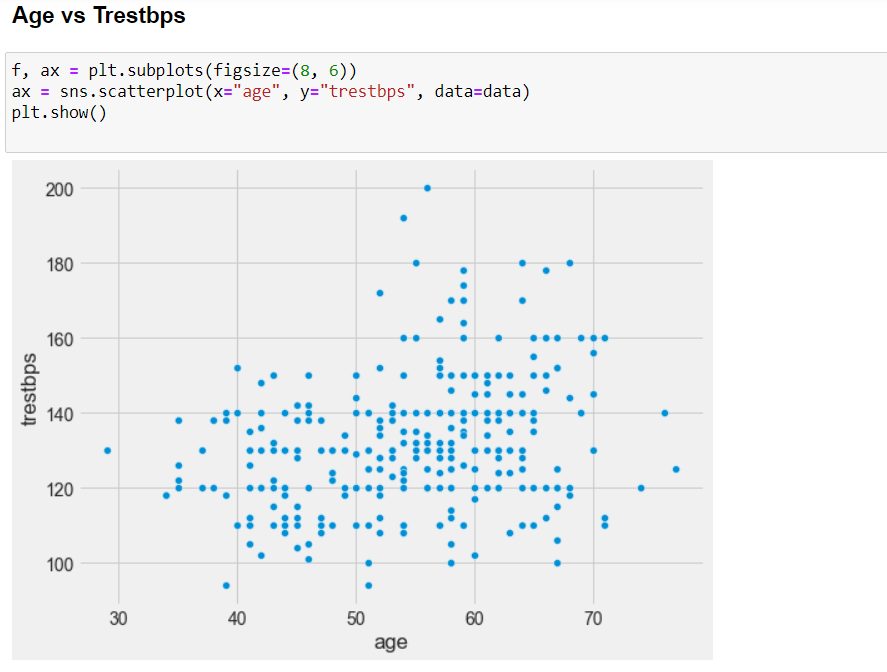 Age vs Trestbps
f, ax = plt.subplots(figsize=(8, 6))
ax = sns.scatterplot(x="age", y="trestbps", data=data)
plt.show()
200
180
160
140
120
100
trestbps
30 40 50 60 70
age